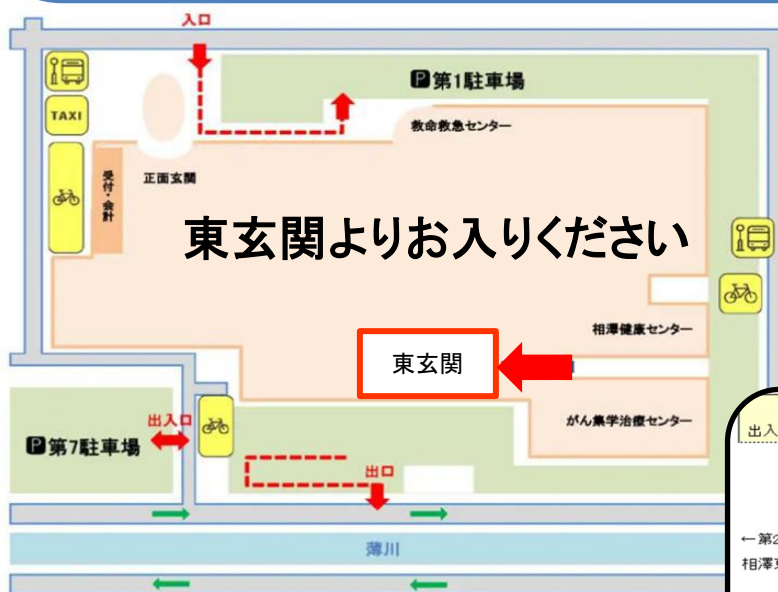 入口
P第1駐車場
TAXI
救命救急センター
受付・会計
正面玄関
東玄関よりお入りください
相澤健康センター
東玄関
がん集学治療センター
出入口
P第7駐車場
出口
出入
←第2
薄川